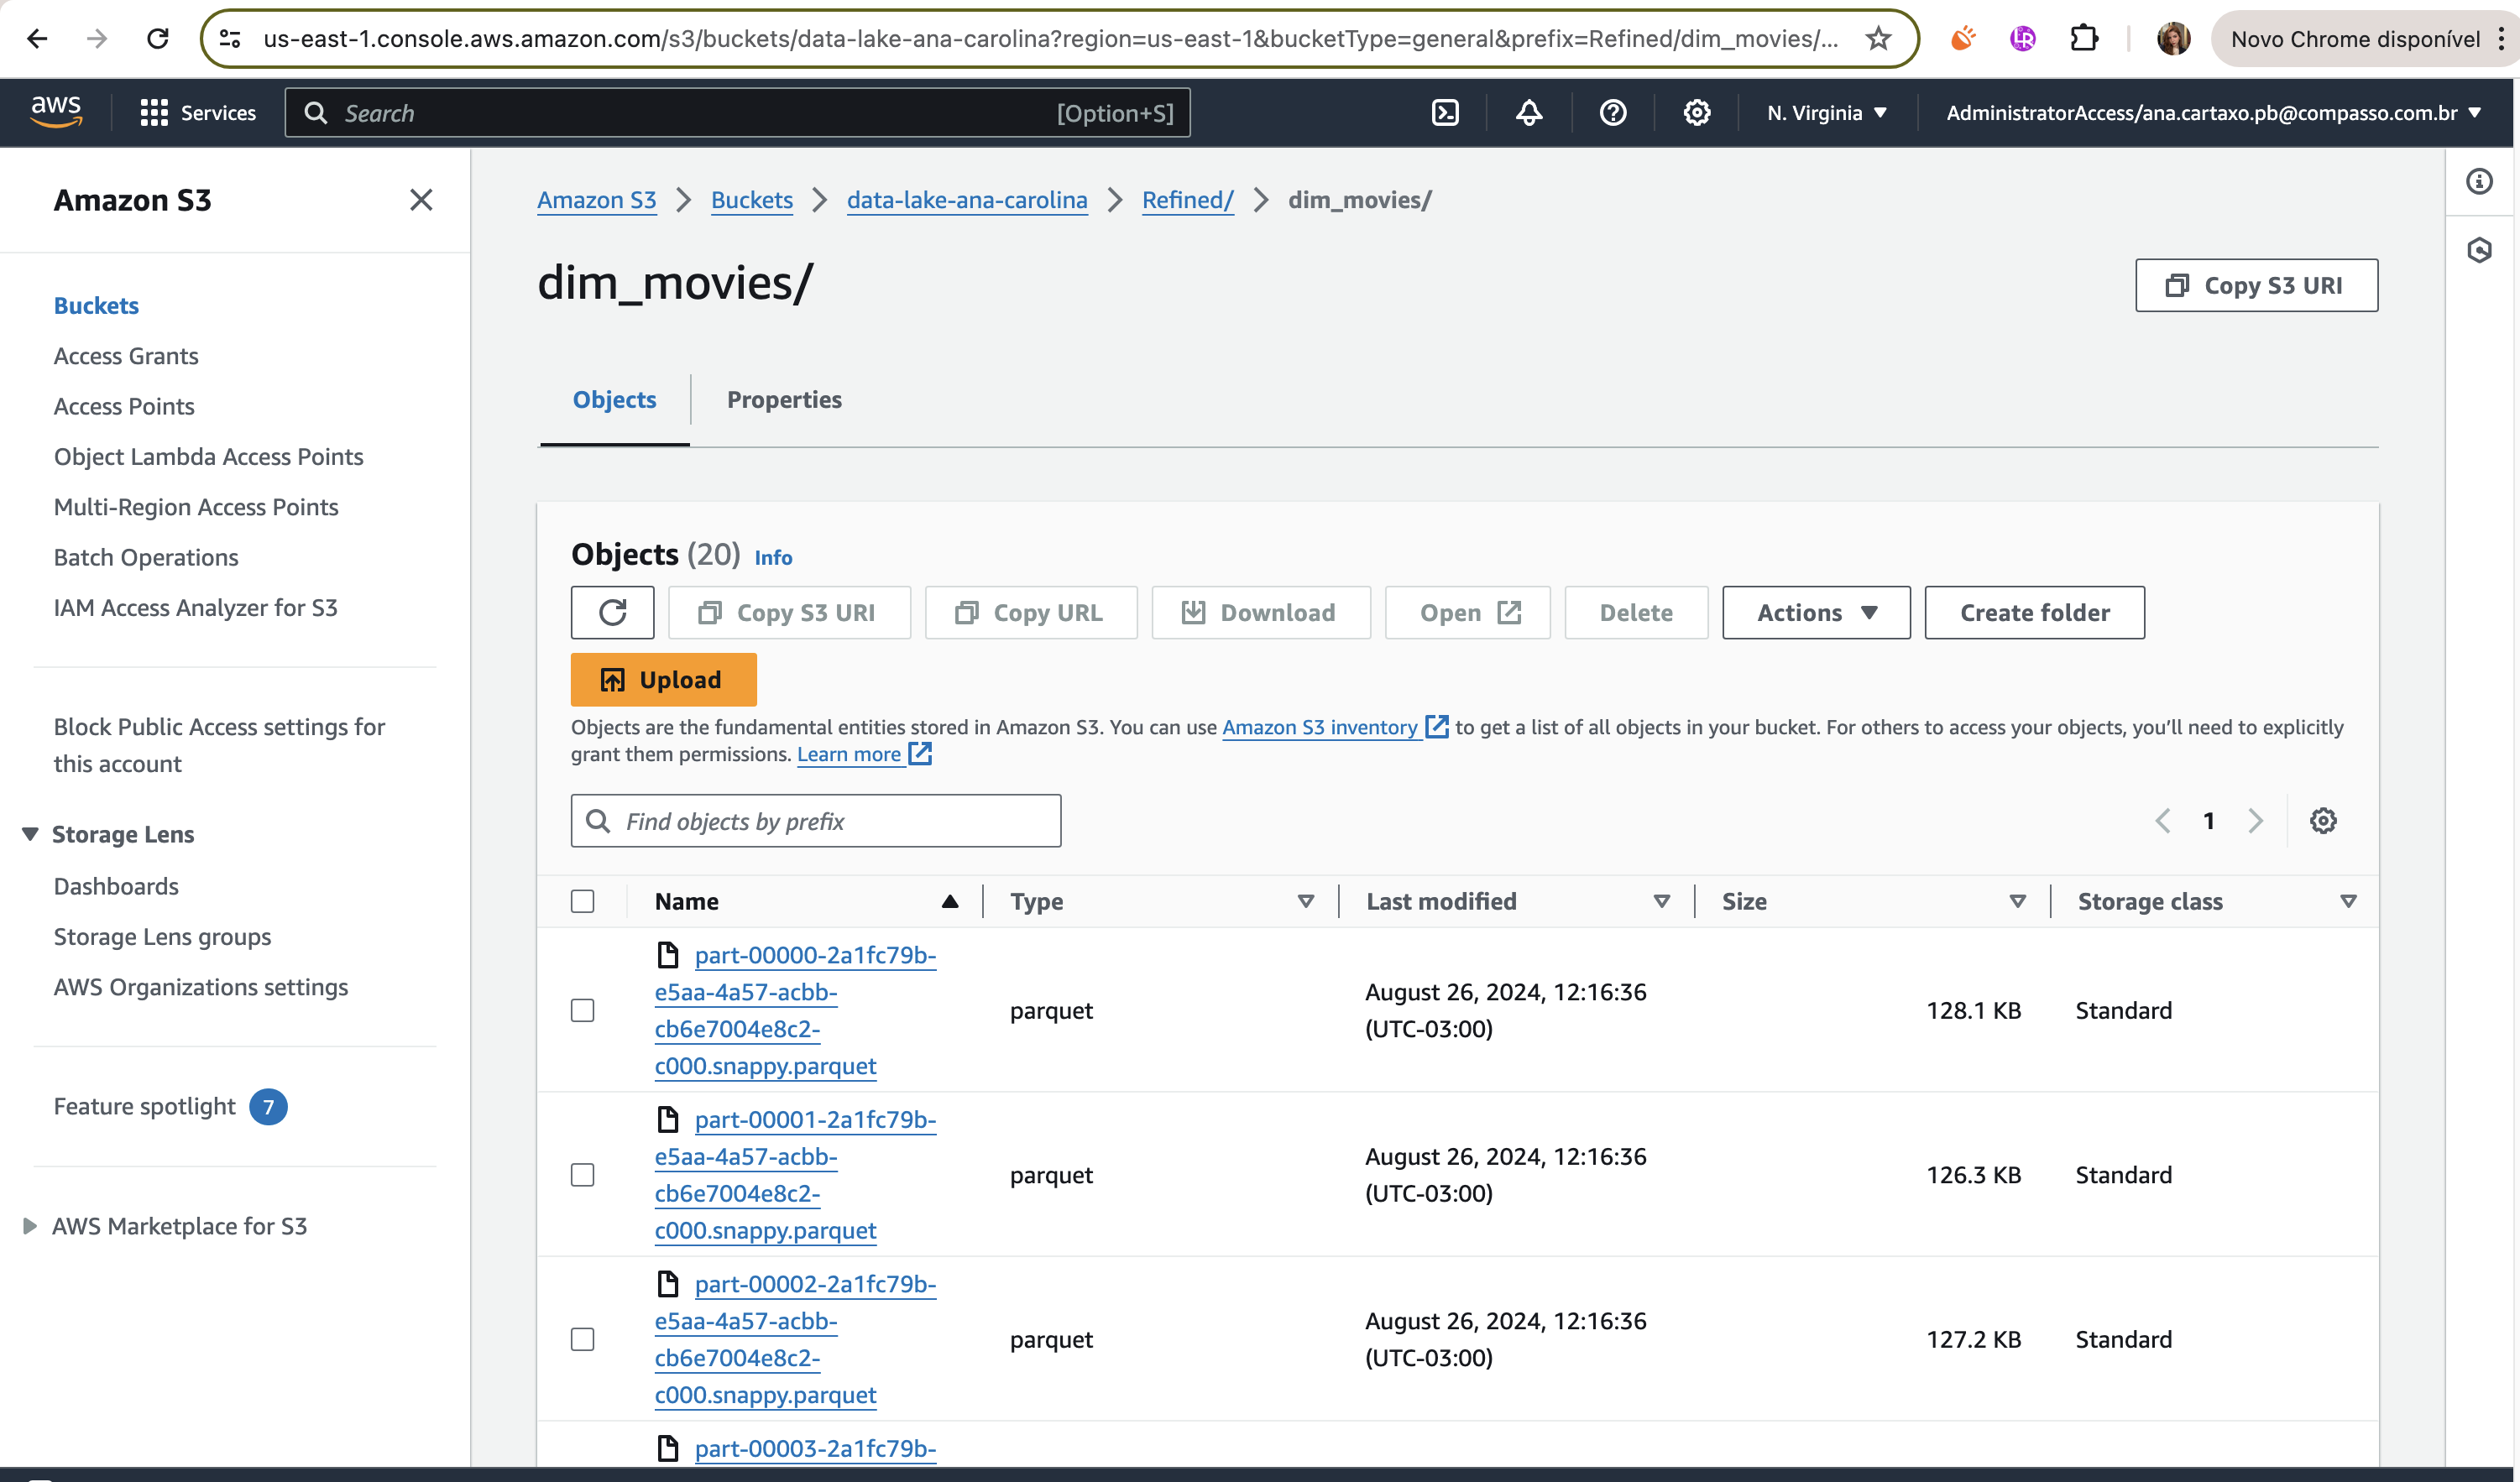 us-east-1.console.aws.amazon.com/s3/buckets/data-lake-ana-carolina?region=us-east-1&bucketType=general&prefix=Refined/dim_movies/...
Novo Chrome disponível
aws
Services
Search
[Option+S]
N. Virginia
AdministratorAccess/ana.cartaxo.pb@compasso.com.br
Amazon S3
Buckets
Access Grants
Access Points
Object Lambda Access Points
Multi-Region Access Points
Batch Operations
IAM Access Analyzer for S3
Block Public Access settings for
this account
Storage Lens
Dashboards
Storage Lens groups
AWS Organizations settings
Feature spotlight 7
AWS Marketplace for S3
Amazon S3 Buckets data-lake-ana-carolina Refined/ dim_movies/
dim_movies/
Copy S3 URI
Objects
Properties
Objects (20) Info
Copy S3 URI
Copy URL
Download
Open
Delete
Actions
Create folder
Upload
Objects are the fundamental entities stored in Amazon S3. You can use Amazon S3 inventory to get a list of all objects in your bucket. For others to access your objects, you’ll need to explicitly
grant them permissions. Learn more
Find objects by prefix
1
Name Type Last modified Size Storage class
part-00000-2a1fc79b-
e5aa-4a57-acbb-
cb6e7004e8c2-
c000.snappy.parquet
parquet
August 26, 2024, 12:16:36
(UTC-03:00)
128.1 KB
Standard
part-00001-2a1fc79b-
e5aa-4a57-acbb-
cb6e7004e8c2-
c000.snappy.parquet
parquet
August 26, 2024, 12:16:36
(UTC-03:00)
126.3 KB
Standard
part-00002-2a1fc79b-
e5aa-4a57-acbb-
cb6e7004e8c2-
c000.snappy.parquet
parquet
August 26, 2024, 12:16:36
(UTC-03:00)
127.2 KB
Standard
part-00003-2a1fc79b-